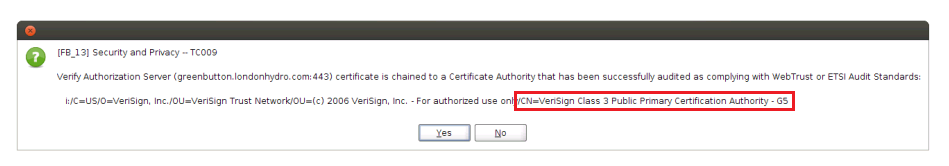 [FB_13] Security and Privacy -- TC009
Verify Authorization Server (greenbutton.londonhydro.com:443) certificate is chained to a Certificate Authority that has been successfully audited as complying with WebTrust or ETSI Audit Standards:
i:/C=US/O=VeriSign, Inc./OU=VeriSign Trust Network/OU=(c) 2006 VeriSign, Inc. - For authorized use only/CN=VeriSign Class 3 Public Primary Certification Authority - G5
Yes No